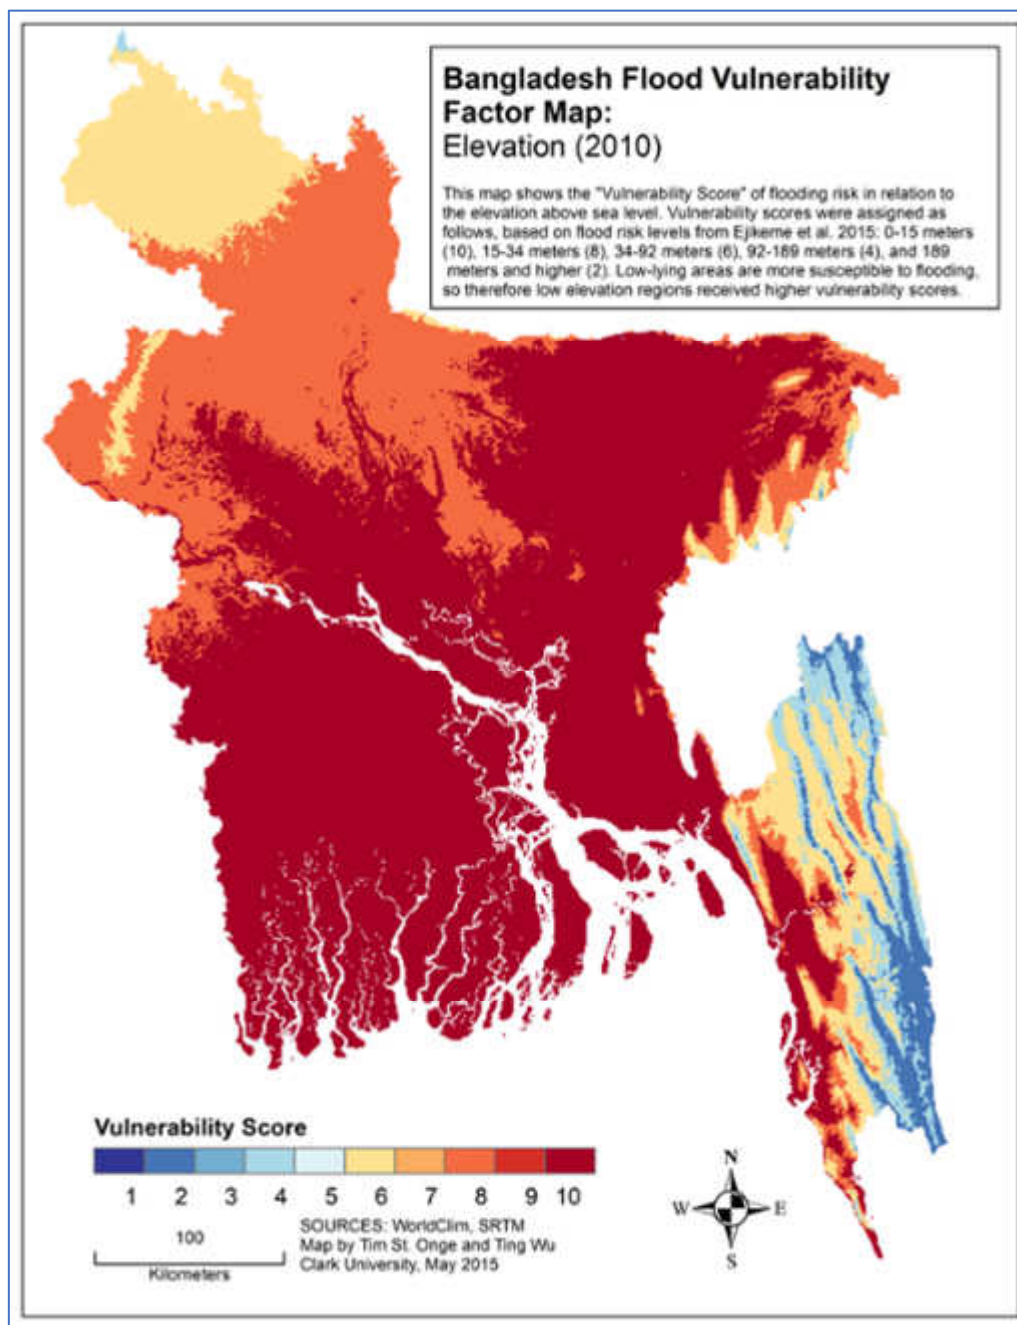 Bangladesh Flood Vulnerability
Factor Map:
Elevation (2010)
This map shows the "Vulnerability Score" of flooding risk in relation to
the elevation above sea level. Vulnerability scores were assigned as
follows, based on flood risk levels from Ejikeme et al. 2015: 0-15 meters
(10), 15-34 meters (8), 34-92 meters (6), 92-189 meters (4), and 189
meters and higher (2). Low-lying areas are more susceptible to flooding,
so therefore low elevation regions received higher vulnerability scores.
Vulnerability Score
1 2 3 4 5 6 7 8 9 10
100
Kilometers
SOURCES: WorldClim, SRTM
Map by Tim St. Onge and Ting Wu
Clark University, May 2015
N
W E
S